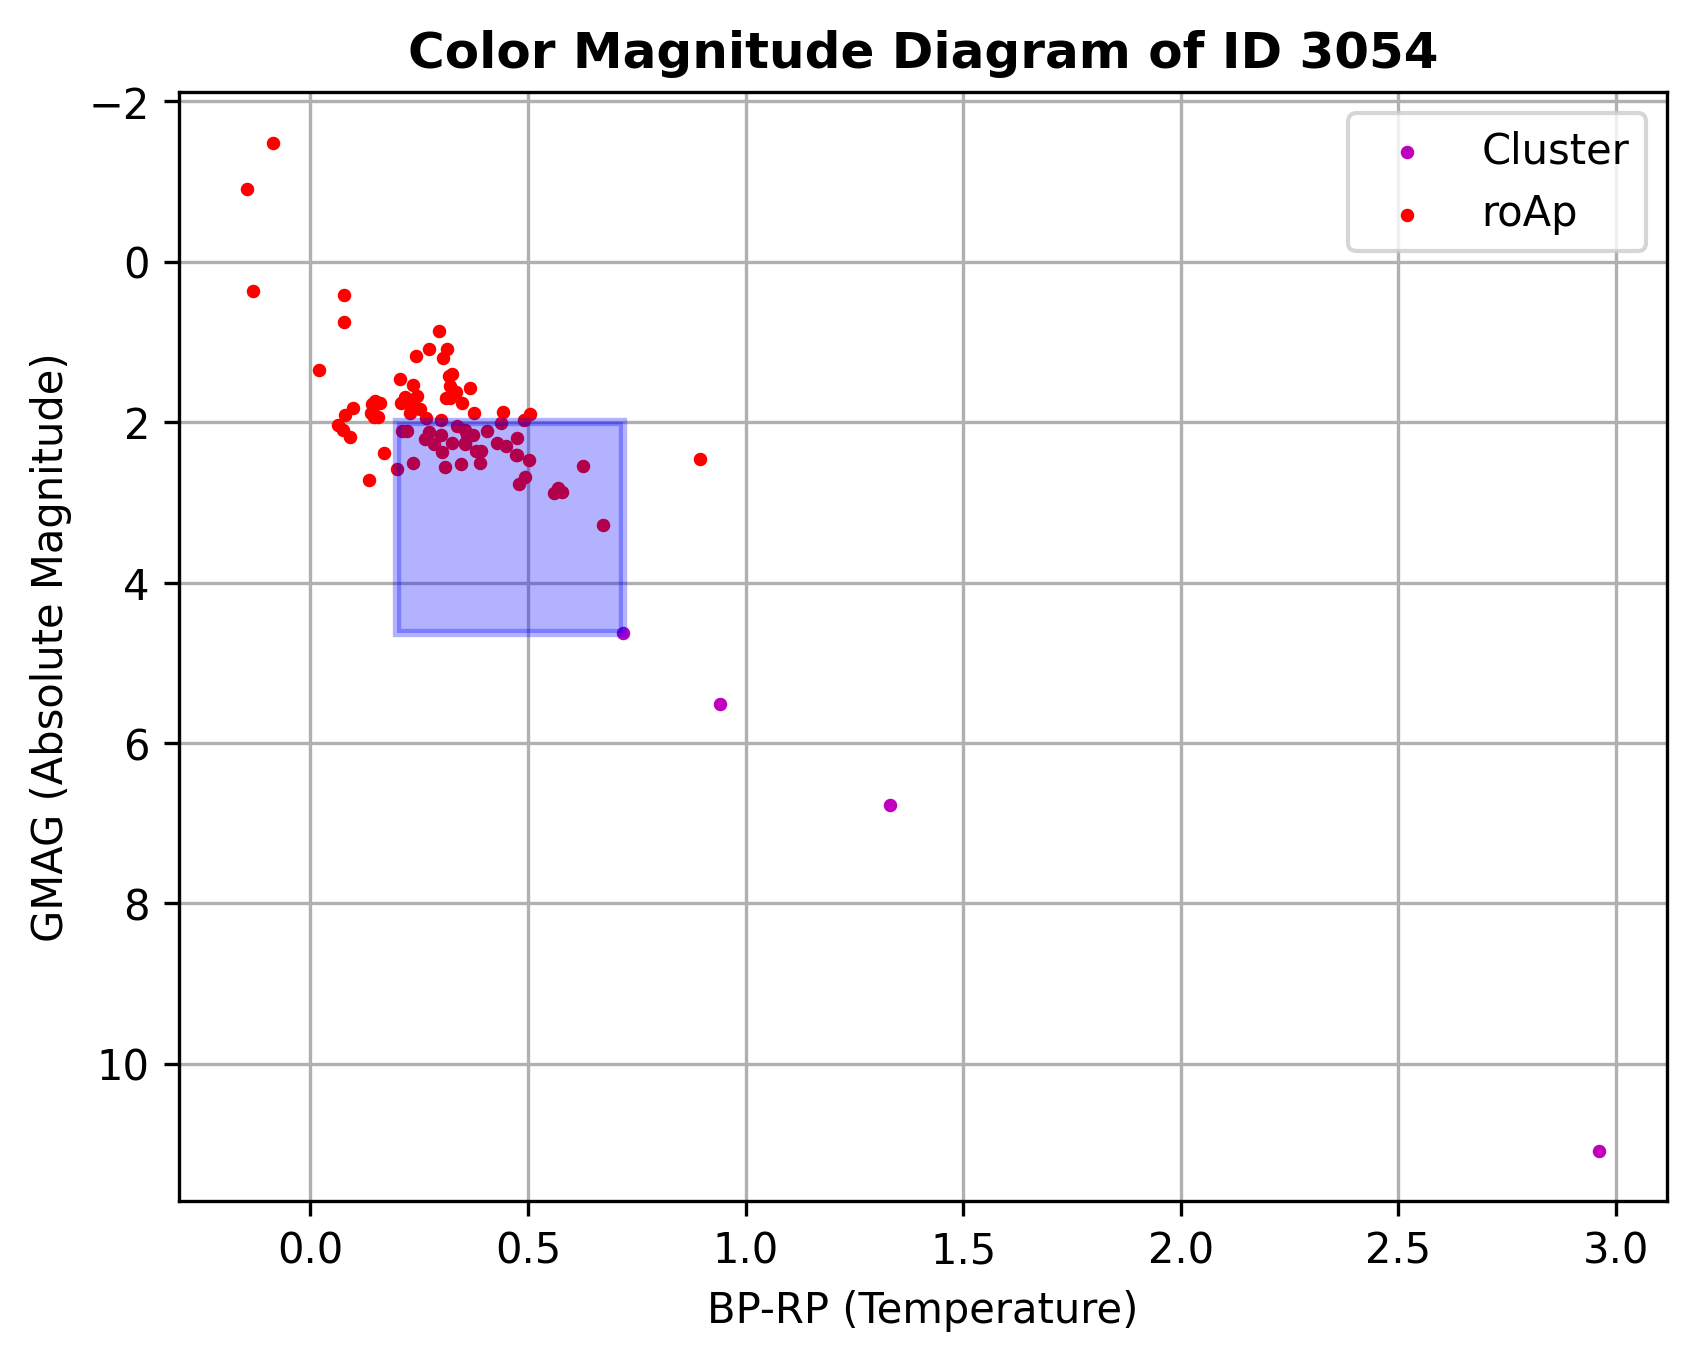 Color Magnitude Diagram of ID 3054
Cluster
roAp
GMAG (Absolute Magnitude)
−2
0
2
4
6
8
10
0.0 0.5 1.0 1.5 2.0 2.5 3.0
BP-RP (Temperature)